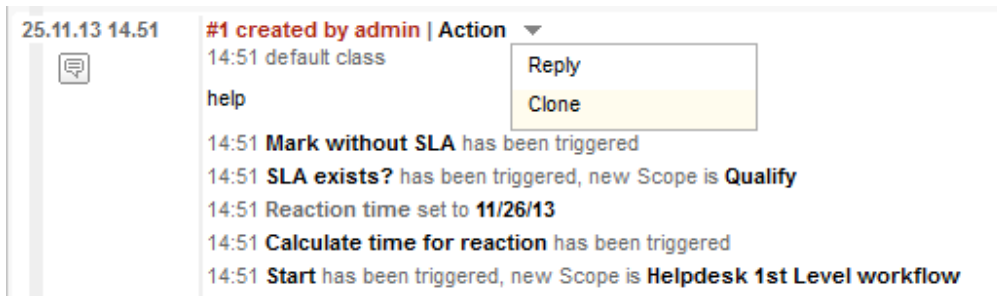 25.11.13 14.51 #1 created by admin | Action
14:51 default class
Reply
help
Clone
14:51 Mark without SLA has been triggered
14:51 SLA exists? has been triggered, new Scope is Qualify
14:51 Reaction time set to 11/26/13
14:51 Calculate time for reaction has been triggered
14:51 Start has been triggered, new Scope is Helpdesk 1st Level workflow